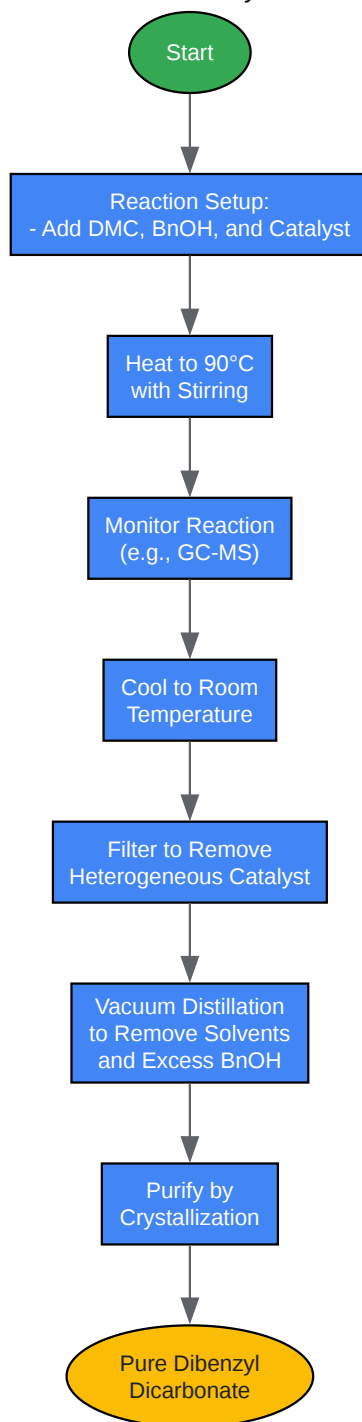 Start
Reaction Setup:
- Add DMC, BnOH, and Catalyst
Heat to 90°C
with Stirring
Monitor Reaction
(e.g., GC-MS)
Cool to Room
Temperature
Filter to Remove
Heterogeneous Catalyst
Vacuum Distillation
to Remove Solvents
and Excess BnOH
Purify by
Crystallization
Pure Dibenzyl
Dicarbonate